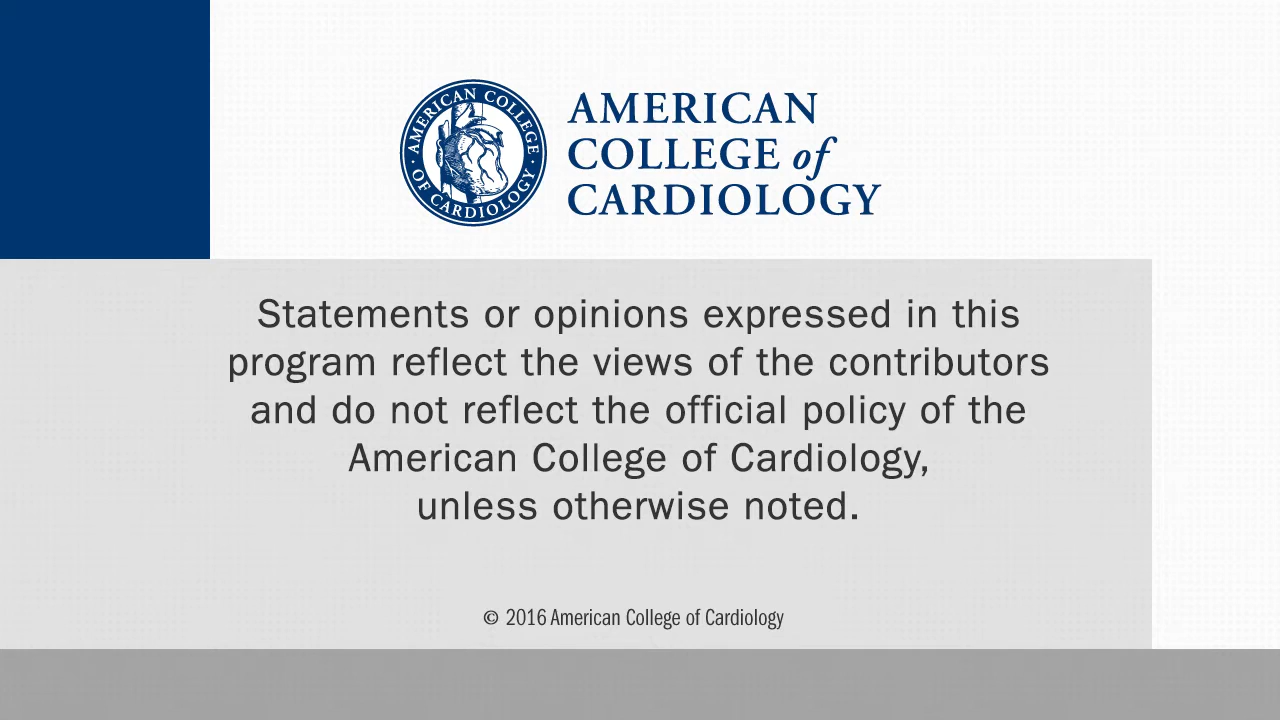 AMERICAN COLLEGE
OF CARDIOLOGY
AMERICAN
COLLEGE of
CARDIOLOGY
Statements or opinions expressed in this
program reflect the views of the contributors
and do not reflect the official policy of the
American College of Cardiology,
unless otherwise noted.
© 2016 American College of Cardiology